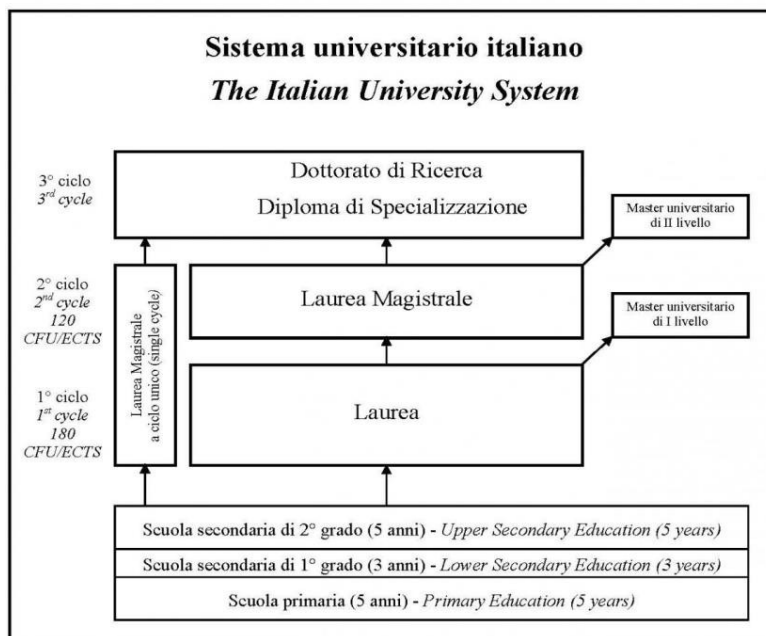 Sistema universitario italiano
The Italian University System
3° ciclo
3rd cycle
Dottorato di Ricerca
Diploma di Specializzazione
Master universitario
di II livello
2° ciclo
2nd cycle
120
CFU/ECTS
Laurea Magistrale
a ciclo unico (single cycle)
Laurea Magistrale
Master universitario
di I livello
1° ciclo
1st cycle
180
CFU/ECTS
Laurea
Scuola secondaria di 2° grado (5 anni) - Upper Secondary Education (5 years)
Scuola secondaria di 1° grado (3 anni) - Lower Secondary Education (3 years)
Scuola primaria (5 anni) - Primary Education (5 years)